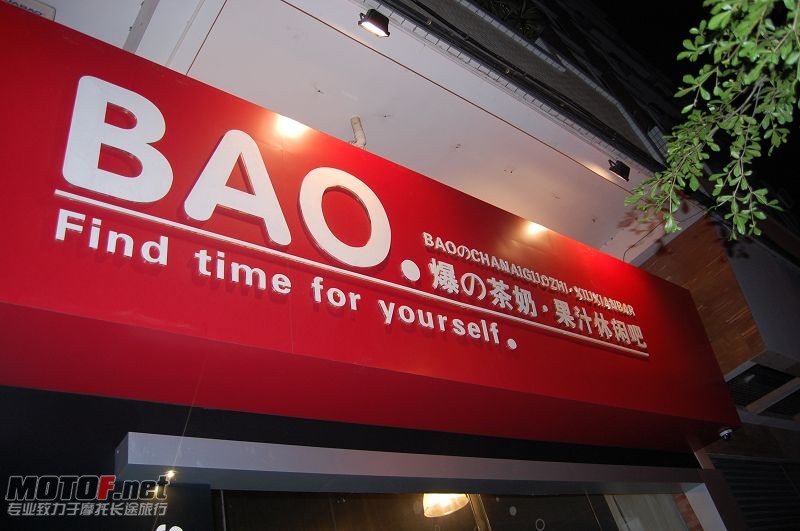 BAO.
Find time for yourself.
BAOのCHANAIGUOZHI·XIUXIANBAR
爆の茶奶·果汁休闲吧
MOTOF.net
专业致力于摩托长途旅行